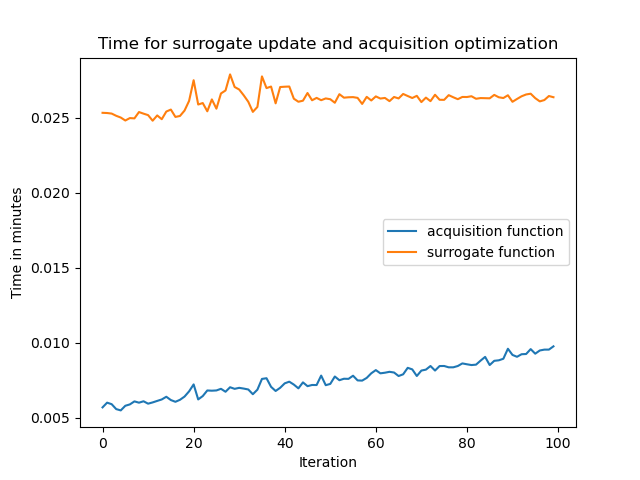 Time for surrogate update and acquisition optimization
0.025
0.020
0.015
0.010
0.005
Time in minutes
acquisition function
surrogate function
0 20 40 60 80 100
Iteration